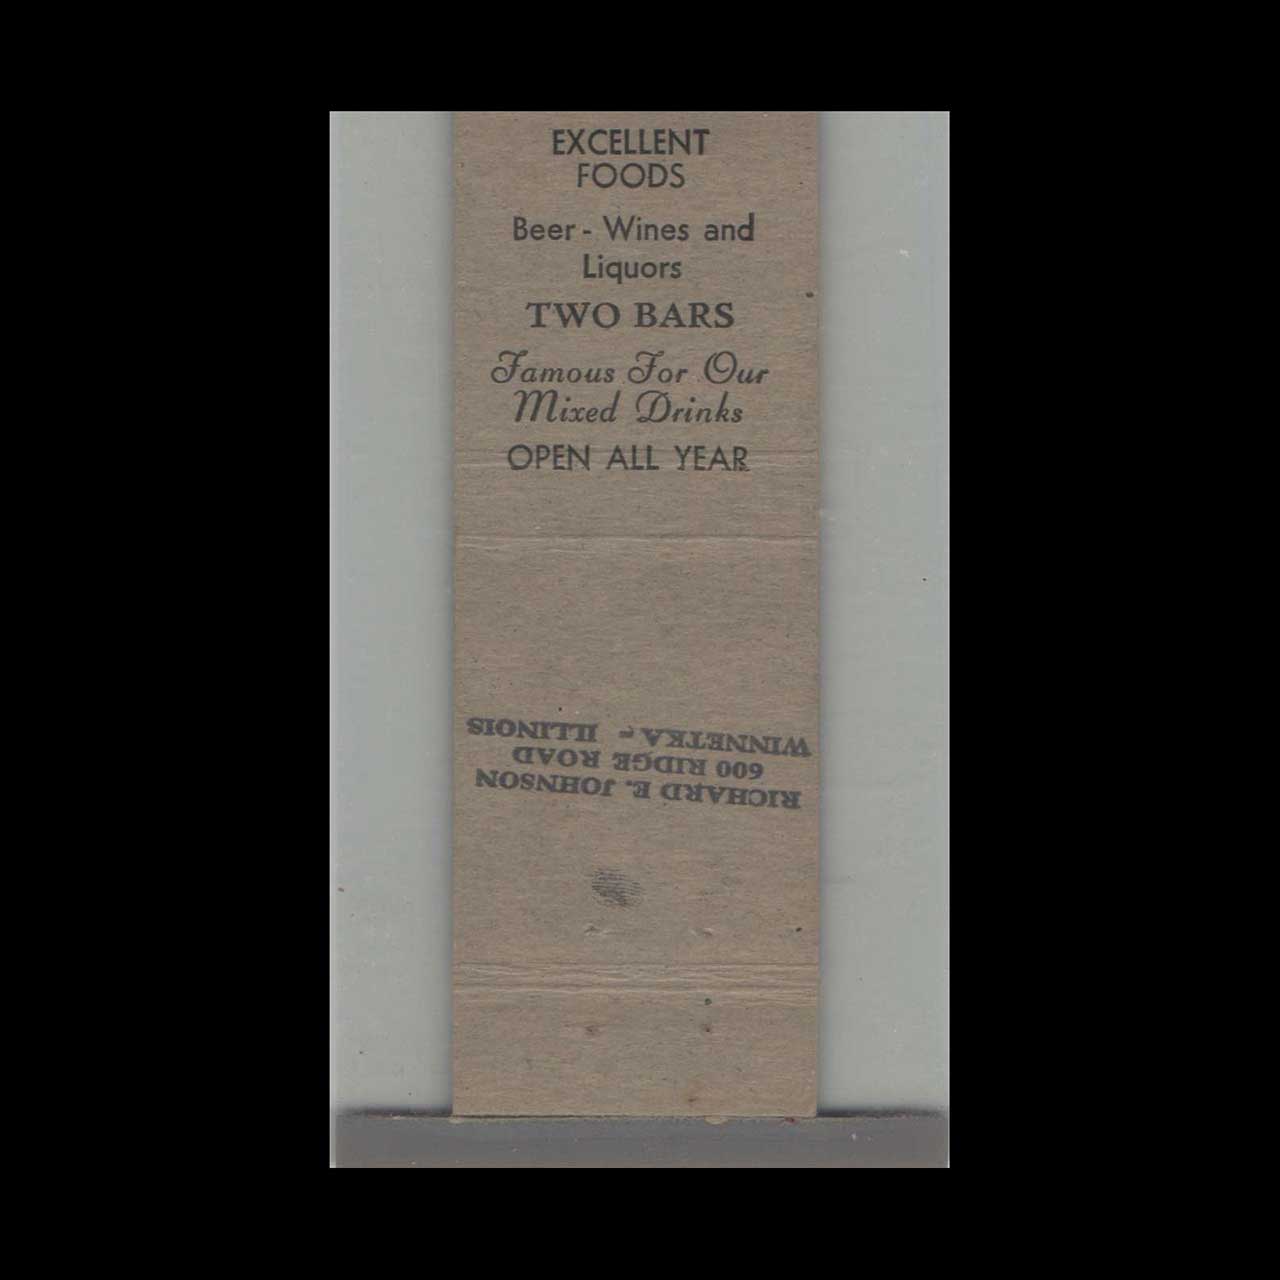 EXCELLENT
FOODS
Beer - Wines and
Liquors
TWO BARS
Famous For Our
Mixed Drinks
OPEN ALL YEAR
RICHARD E. JOHNSON
600 RIDGE ROAD
WINNETKA - ILLINOIS